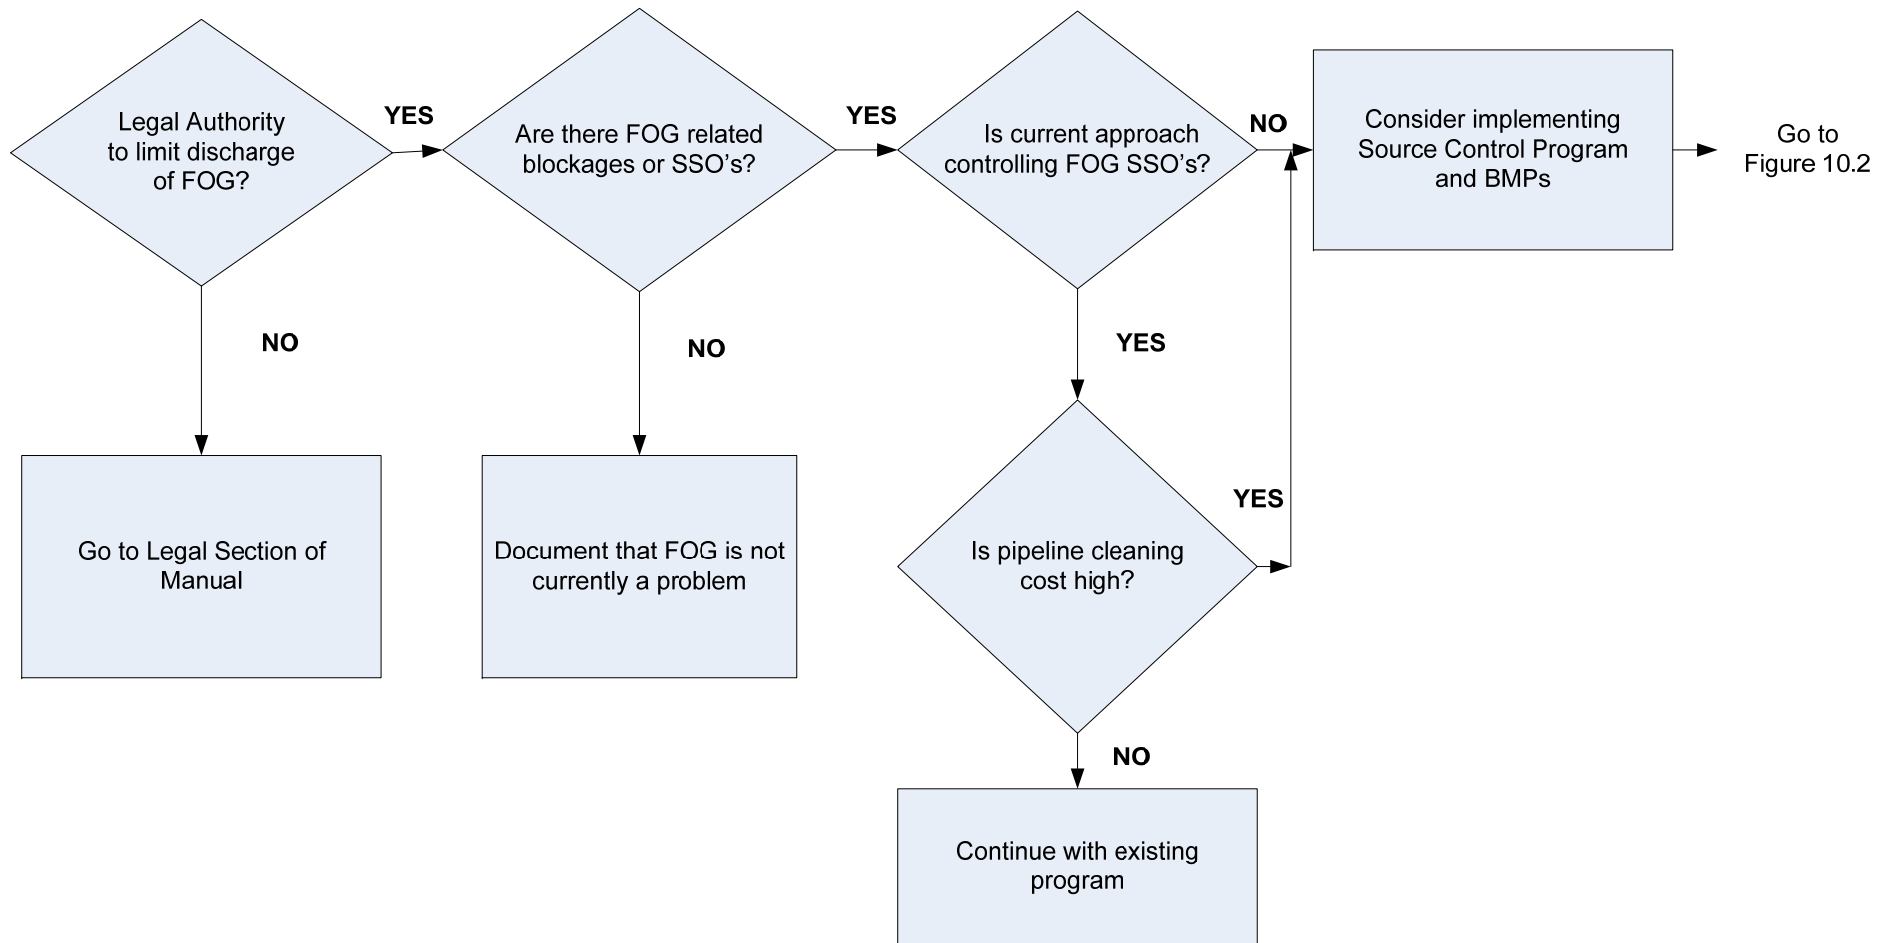 Legal Authority
to limit discharge
of FOG?
YES
Are there FOG related
blockages or SSO's?
YES
Is current approach
controlling FOG SSO's?
NO
Consider implementing
Source Control Program
and BMPs
Go to
Figure 10.2
NO
NO
YES
Go to Legal Section of
Manual
Document that FOG is not
currently a problem
Is pipeline cleaning
cost high?
YES
NO
Continue with existing
program